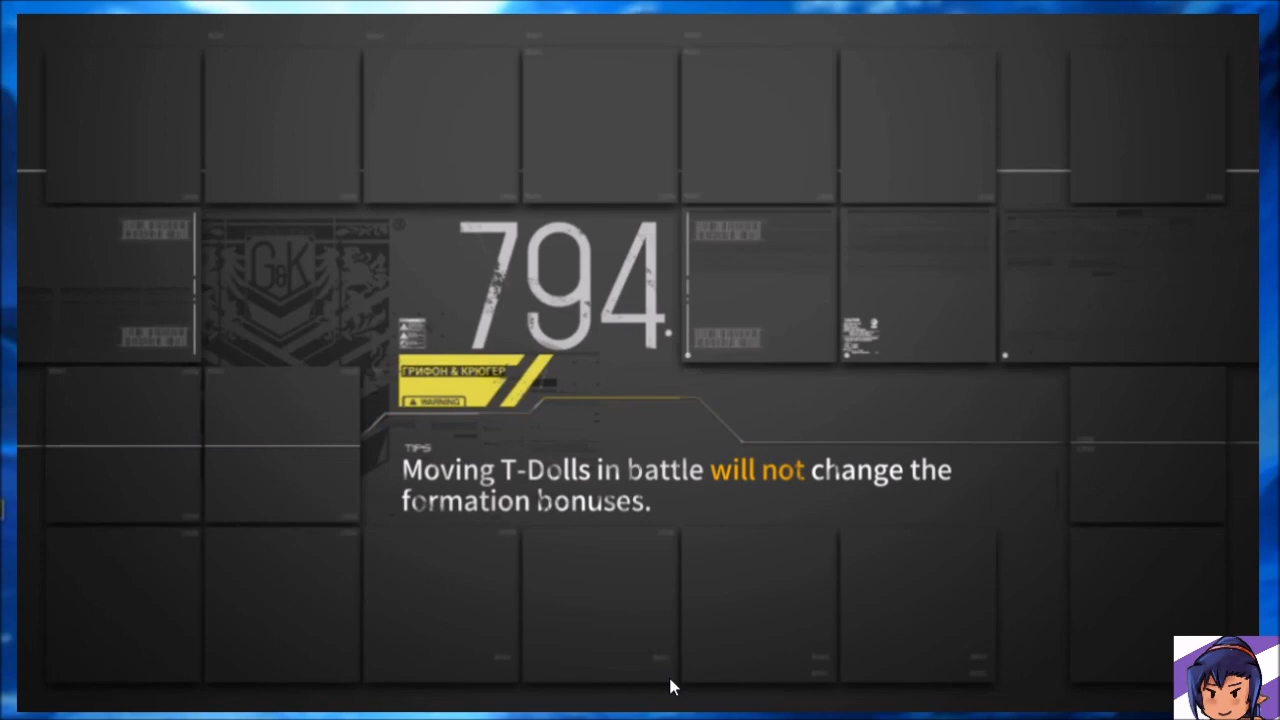 G&K
794.
ГРИФОН & КРЮГЕР
WARNING
TIPS
Moving T-Dolls in battle will not change the
formation bonuses.